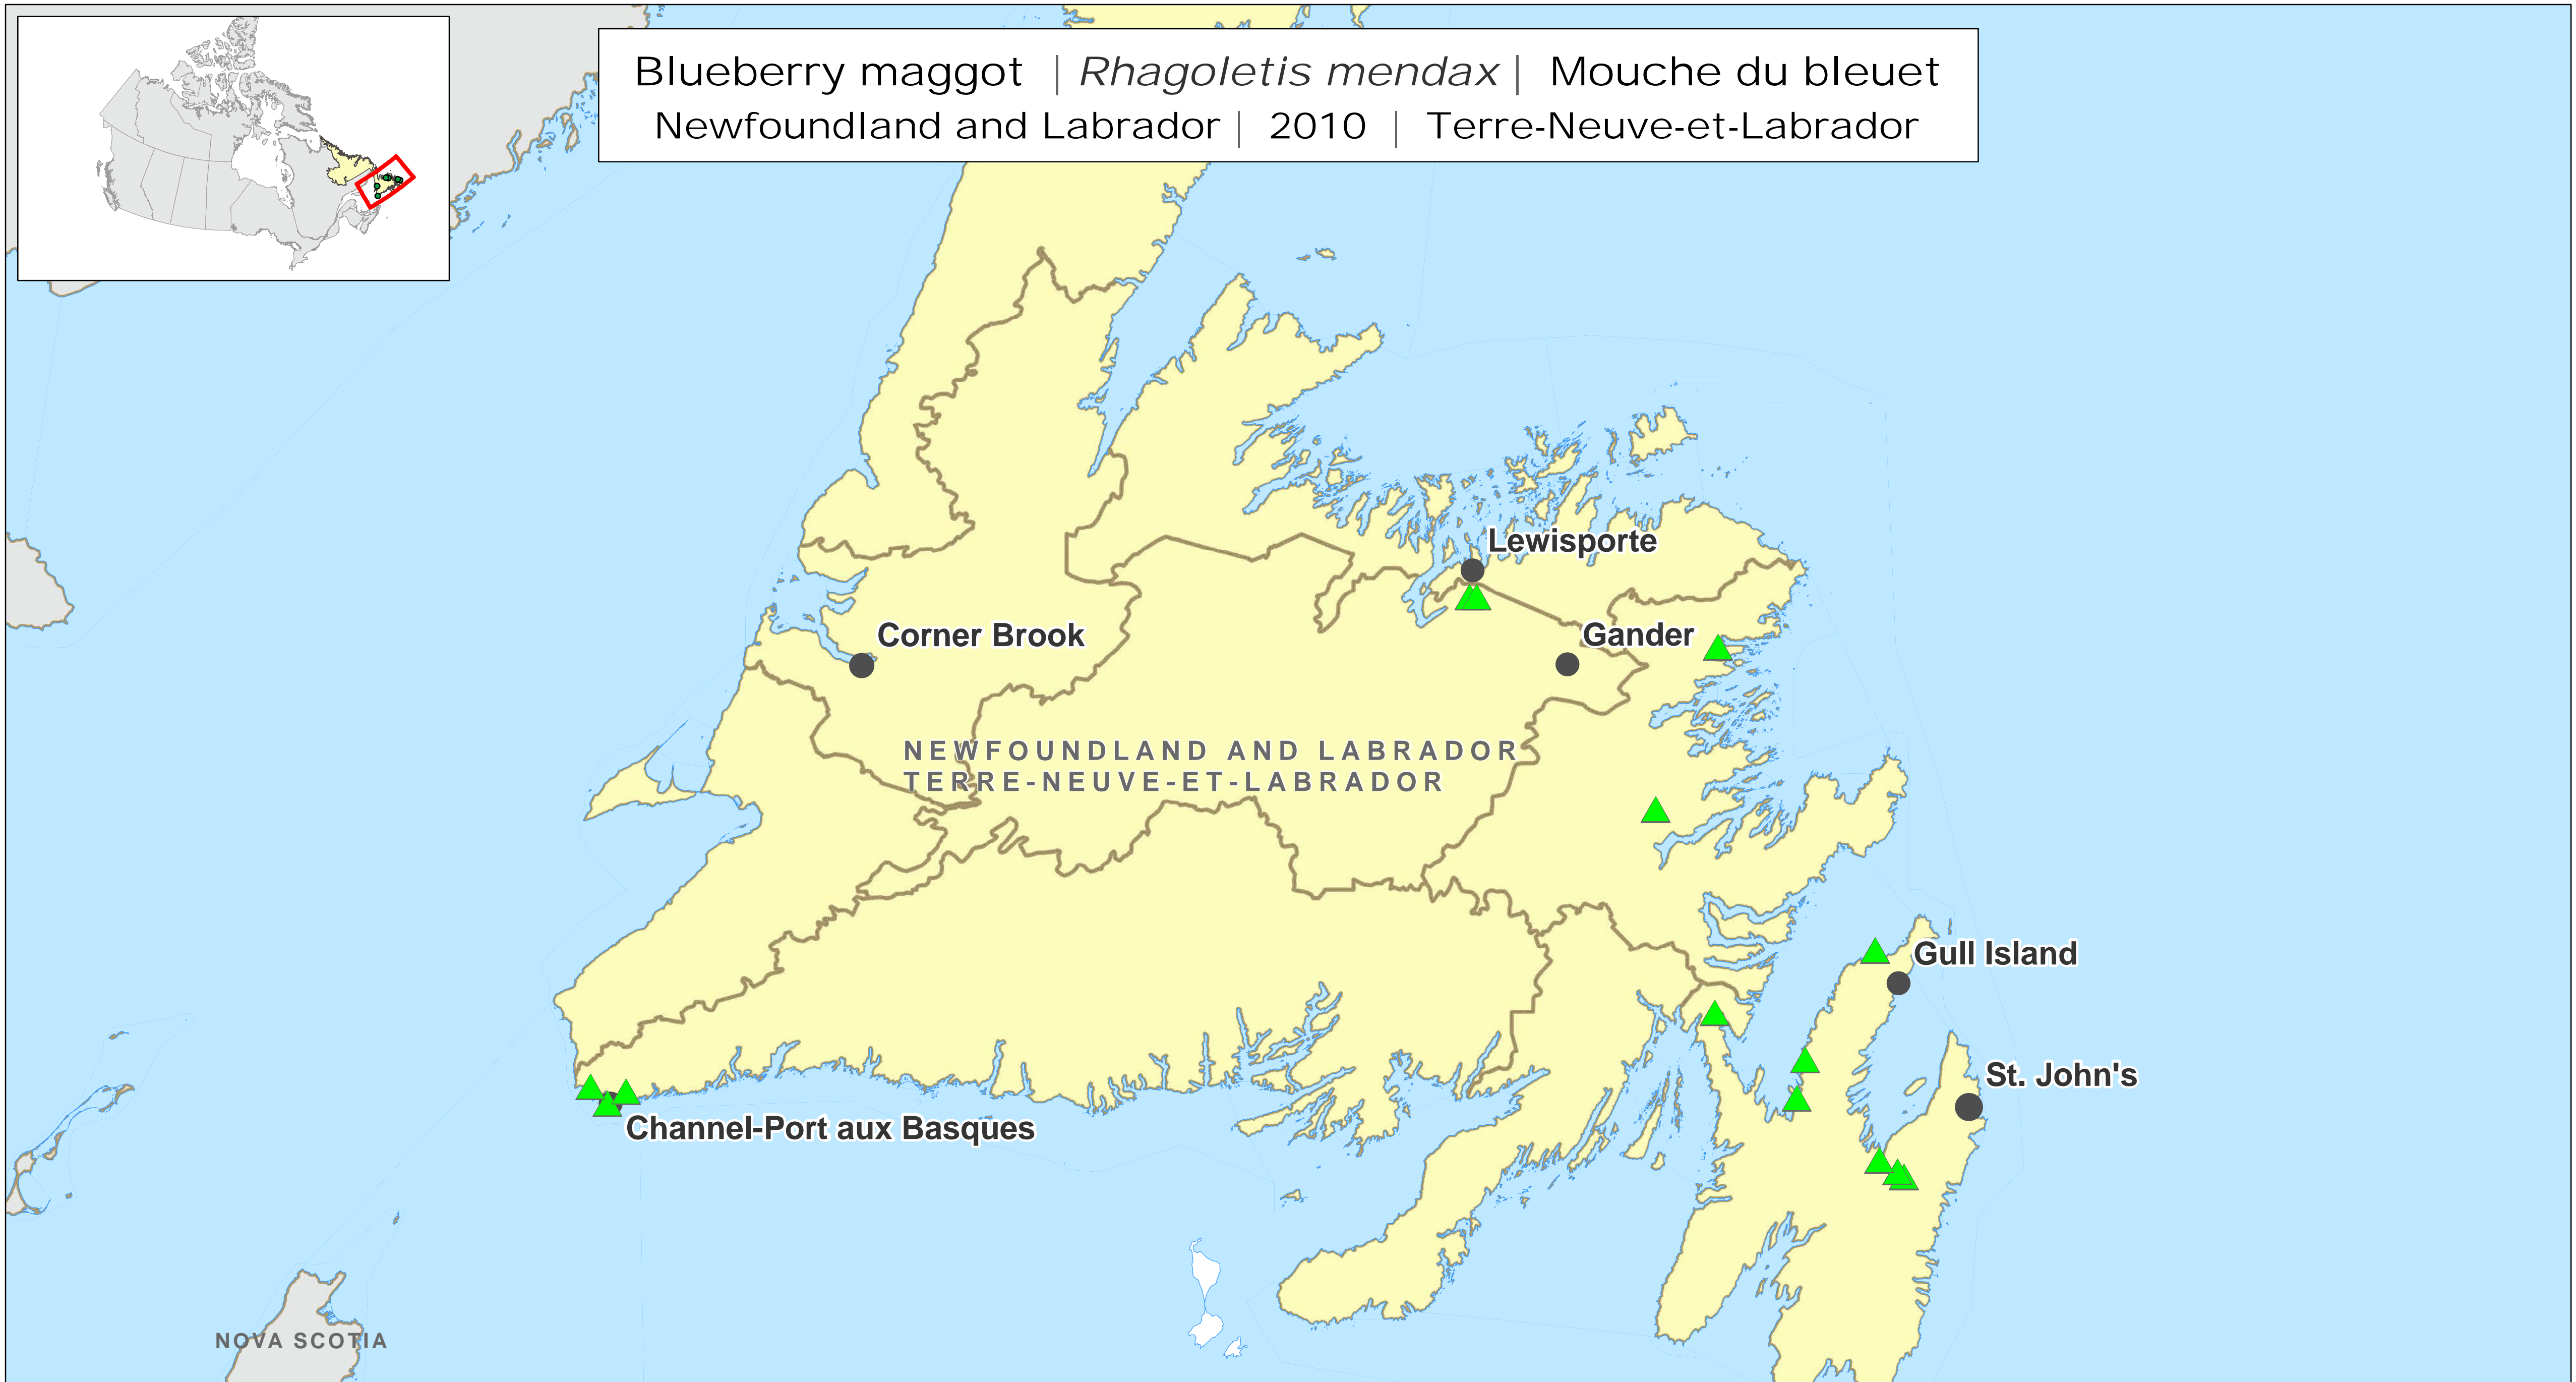 Blueberry maggot | Rhagoletis mendax | Mouche du bleuet
Newfoundland and Labrador | 2010 | Terre-Neuve-et-Labrador
Lewisporte
Corner Brook
Gander
NEWFOUNDLAND AND LABRADOR
TERRE-NEUVE-ET-LABRADOR
Gull Island
St. John's
Channel-Port aux Basques
NOVA SCOTIA